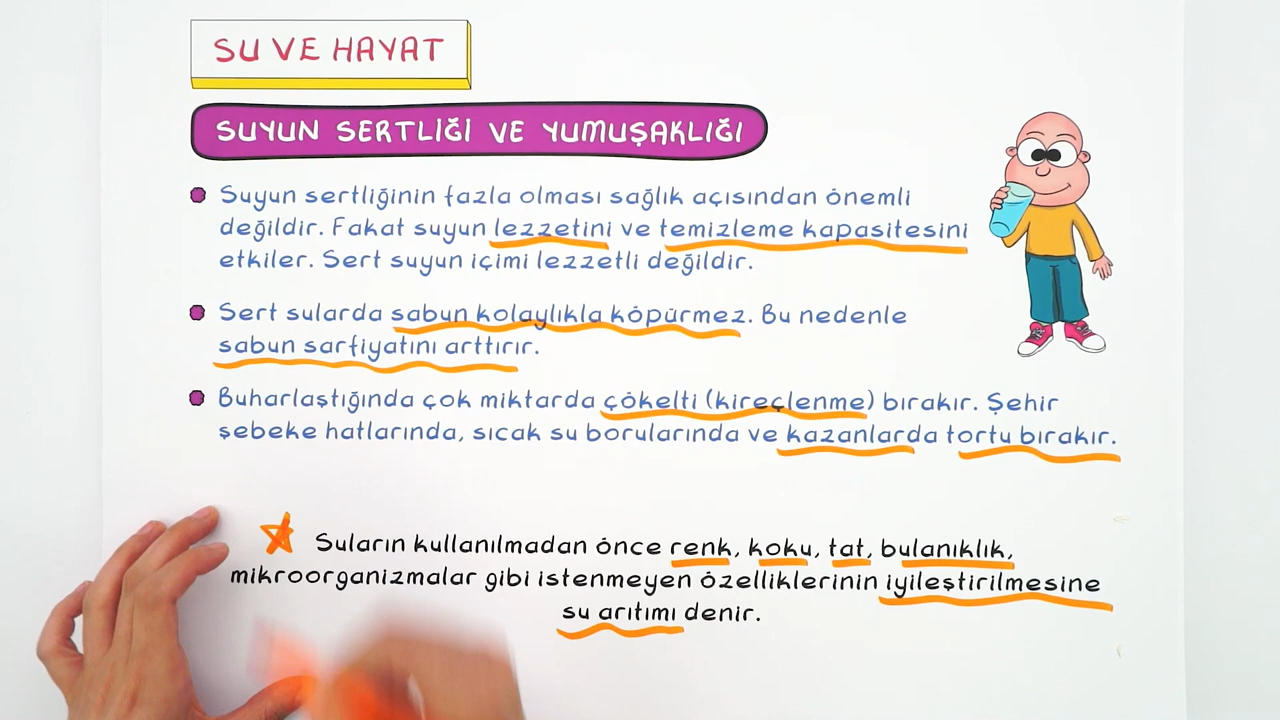 SU VE HAYAT
SUYUN SERTLİĞİ VE YUMUŞAKLIĞI
Suyun sertliğinin fazla olması sağlık açısından önemli
değildir. Fakat suyun lezzetini ve temizleme kapasitesini
etkiler. Sert suyun içimi lezzetli değildir.
Sert sularda sabun kolaylıkla köpürmez. Bu nedenle
sabun sarfiyatını arttırır.
Buharlaştığında çok miktarda çökelti (kireçlenme) bırakır. Şehir
şebeke hatlarında, sıcak su borularında ve kazanlarda tortu bırakır.
Suların kullanılmadan önce renk, koku, tat, bulanıklık,
mikroorganizmalar gibi istenmeyen özelliklerinin iyileştirilmesine
su arıtımı denir.